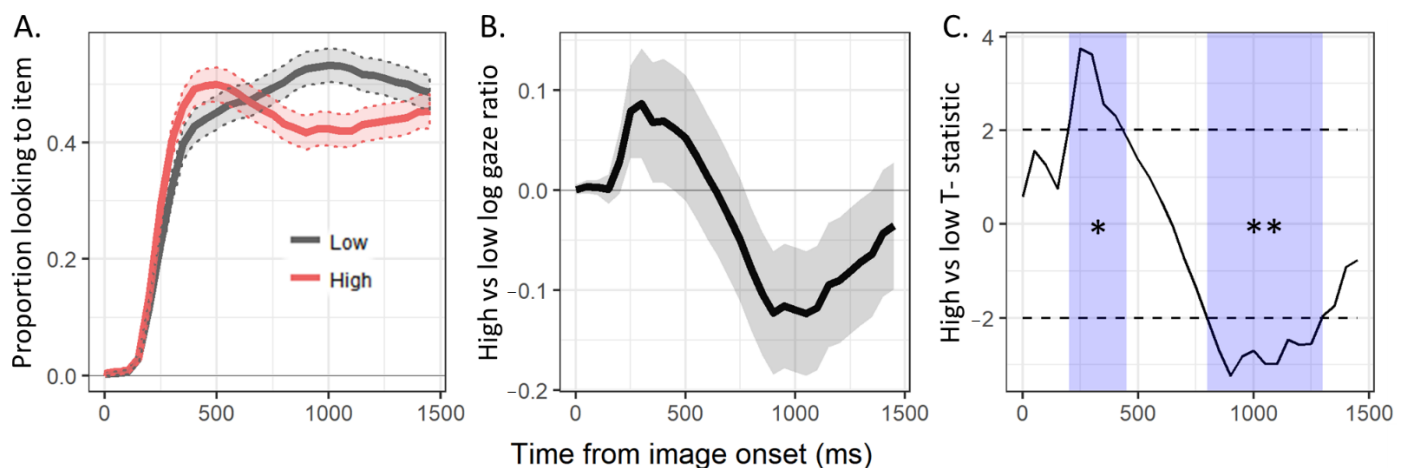 A.
Proportion looking to item
0.4
0.2
0.0
Low
High
0
500
1000
1500
B.
High vs low log gaze ratio
0.1
0.0
−0.1
−0.2
0
500
1000
1500
C.
High vs low T- statistic
4
2
0
−2
*
**
0
500
1000
1500
Time from image onset (ms)